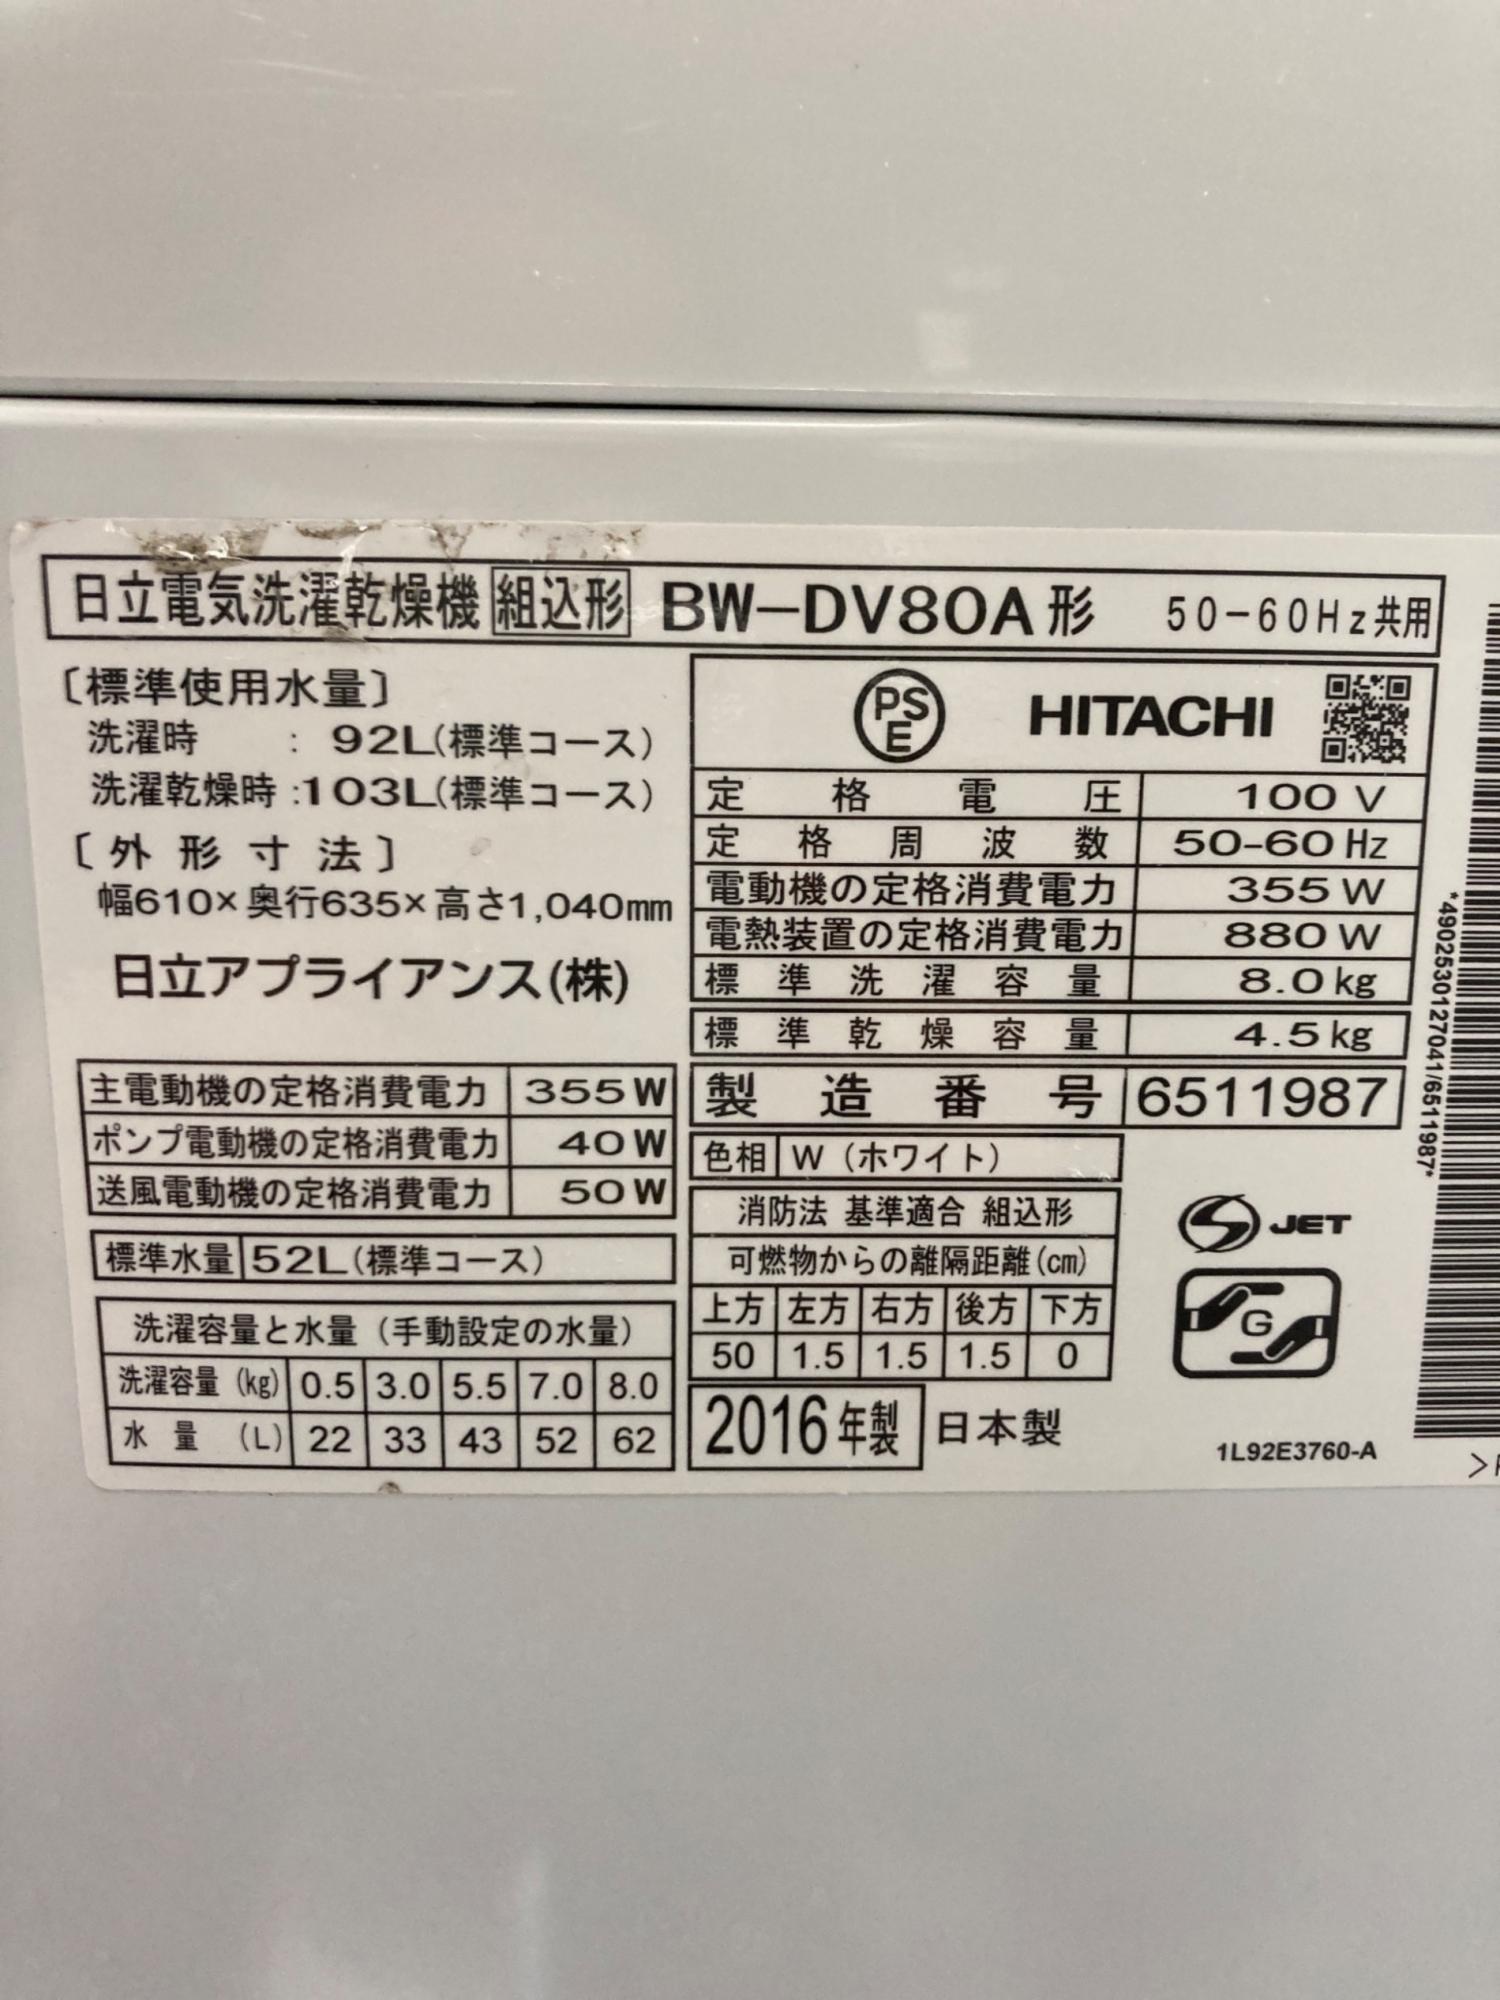 日立電気洗濯乾燥機 組込形 BW-DV80A形 50-60Hz共用
〔標準使用水量〕
洗濯時 : 92L(標準コース)
洗濯乾燥時:103L(標準コース)
〔外形寸法〕
幅610×奥行635×高さ1,040mm
日立アプライアンス(株)
主電動機の定格消費電力 355W
ポンプ電動機の定格消費電力 40W
送風電動機の定格消費電力 50W
標準水量 52L(標準コース)
洗濯容量と水量(手動設定の水量)
洗濯容量(kg) 0.5 3.0 5.5 7.0 8.0
水量(L) 22 33 43 52 62
PSE HITACHI
定格電圧 100V
定格周波数 50-60Hz
電動機の定格消費電力 355W
電熱装置の定格消費電力 880W
標準洗濯容量 8.0kg
標準乾燥容量 4.5kg
製造番号 6511987
色相 W(ホワイト)
消防法 基準適合 組込形
可燃物からの離隔距離(cm)
上方 左方 右方 後方 下方
50 1.5 1.5 1.5 0
2016年製 日本製
S JET
G
1L92E3760-A
*4902530127041/6511987*